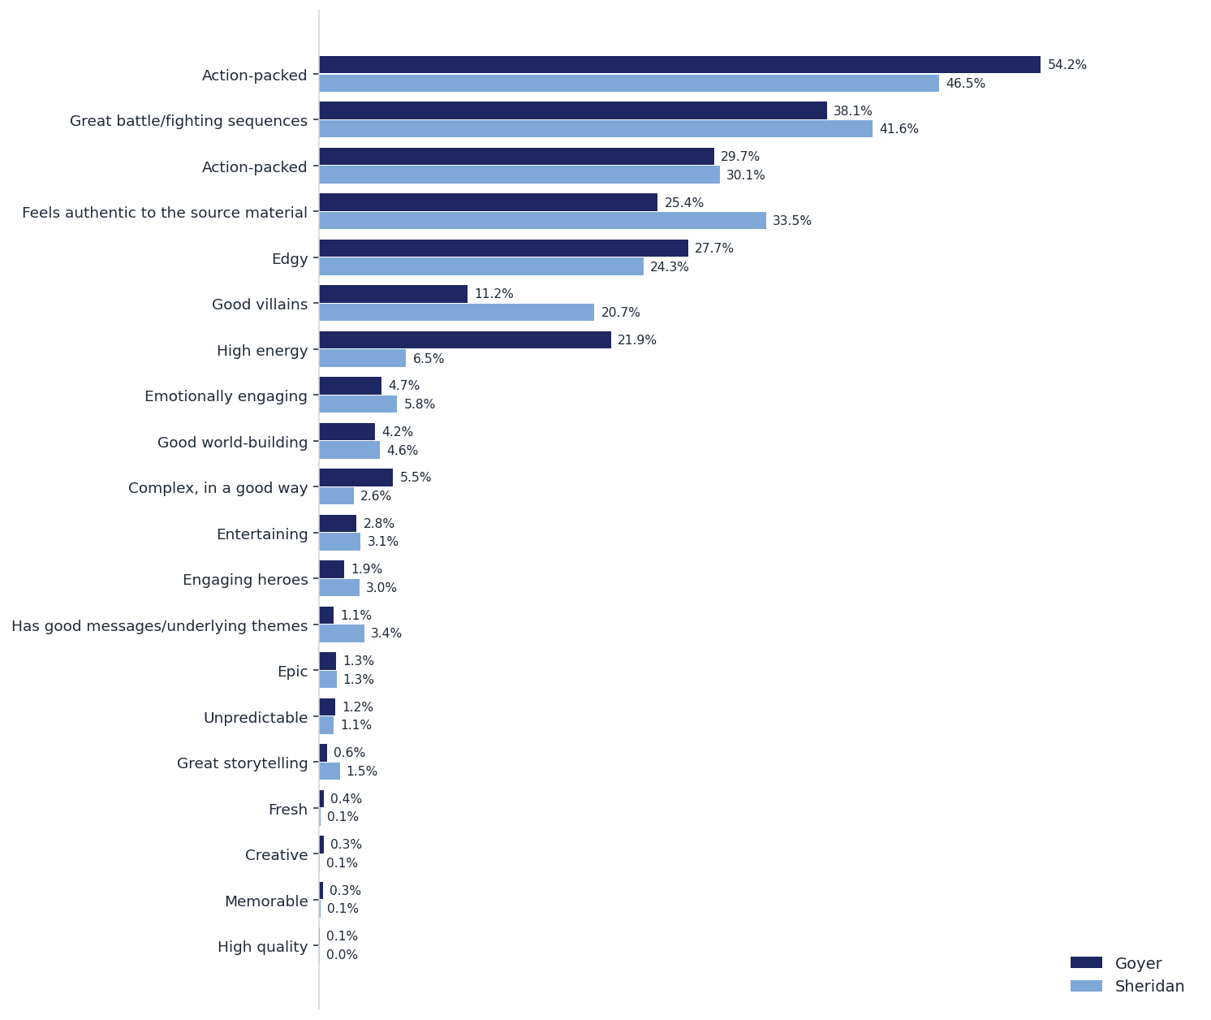 Action-packed 54.2%
46.5%
Great battle/fighting sequences 38.1%
41.6%
Action-packed 29.7%
30.1%
Feels authentic to the source material 25.4%
33.5%
Edgy 27.7%
24.3%
Good villains 11.2%
20.7%
High energy 21.9%
6.5%
Emotionally engaging 4.7%
5.8%
Good world-building 4.2%
4.6%
Complex, in a good way 5.5%
2.6%
Entertaining 2.8%
3.1%
Engaging heroes 1.9%
3.0%
Has good messages/underlying themes 1.1%
3.4%
Epic 1.3%
1.3%
Unpredictable 1.2%
1.1%
Great storytelling 0.6%
1.5%
Fresh 0.4%
0.1%
Creative 0.3%
0.1%
Memorable 0.3%
0.1%
High quality 0.1%
0.0%
Goyer
Sheridan